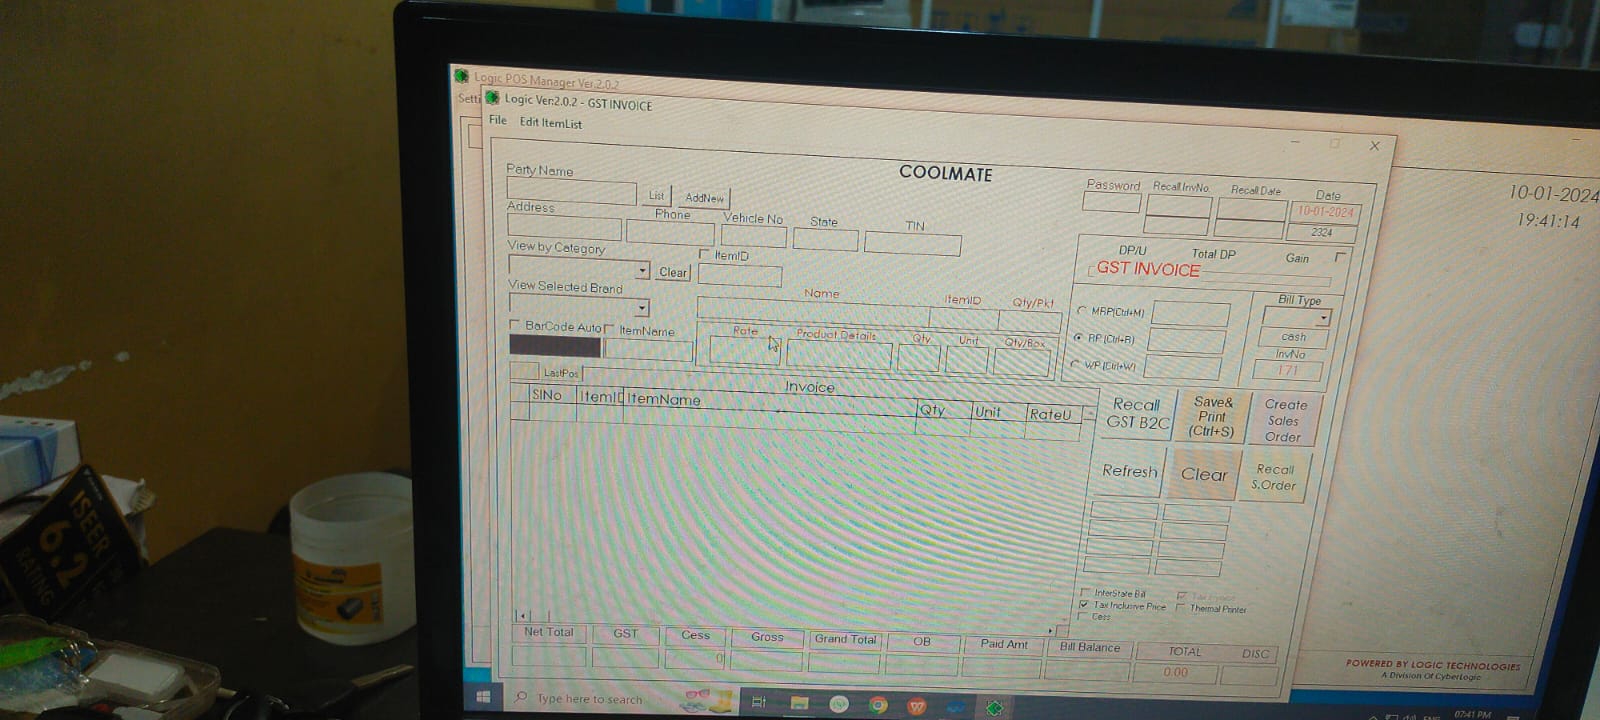 Logic POS Manager Ver.2.0.2
Setti
Logic Ver:2.0.2 - GST INVOICE
File Edit ItemList
COOLMATE
10-01-2024
19:41:14
Party Name
List AddNew
Password Recall InvNo. Recall Date Date
10-01-2024
2324
Address Phone Vehicle No State TIN
View by Category
Clear
ItemID
DP/U Total DP Gain
GST INVOICE
View Selected Brand
Name ItemID Qty/Pkt
BarCode Auto ItemName
Rate Product Details Qty Unit Qty/Box
MRP(Ctrl+M)
RP (Ctrl+R)
WP (Ctrl+W)
Bill Type
cash
InvNo
171
LastPos
Invoice
SlNo ItemID ItemName Qty Unit RateU
Recall GST B2C
Save& Print (Ctrl+S)
Create Sales Order
Refresh
Clear
Recall S.Order
InterState Bill
Tax Inclusive Price Thermal Printer
Cess
Net Total GST Cess Gross Grand Total OB Paid Amt Bill Balance TOTAL DISC
0
0.00
POWERED BY LOGIC TECHNOLOGIES
A Division Of CyberLogic
Type here to search
ENG
07:41 PM
ISEER
6.2
RATING